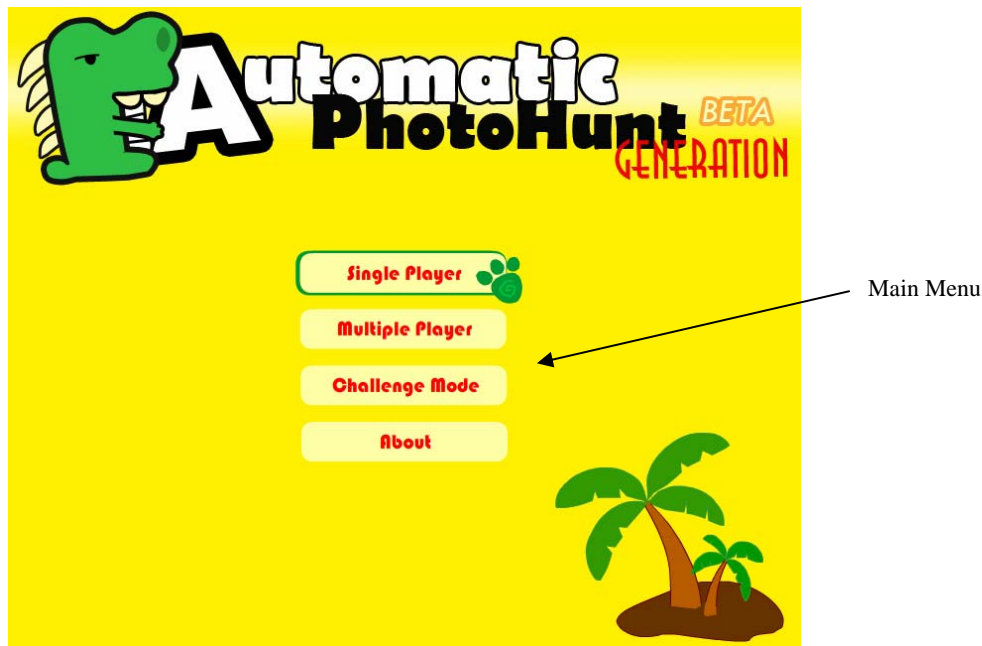 Automatic
PhotoHunt BETA
GENERATION
Single Player
Main Menu
Multiple Player
Challenge Mode
About